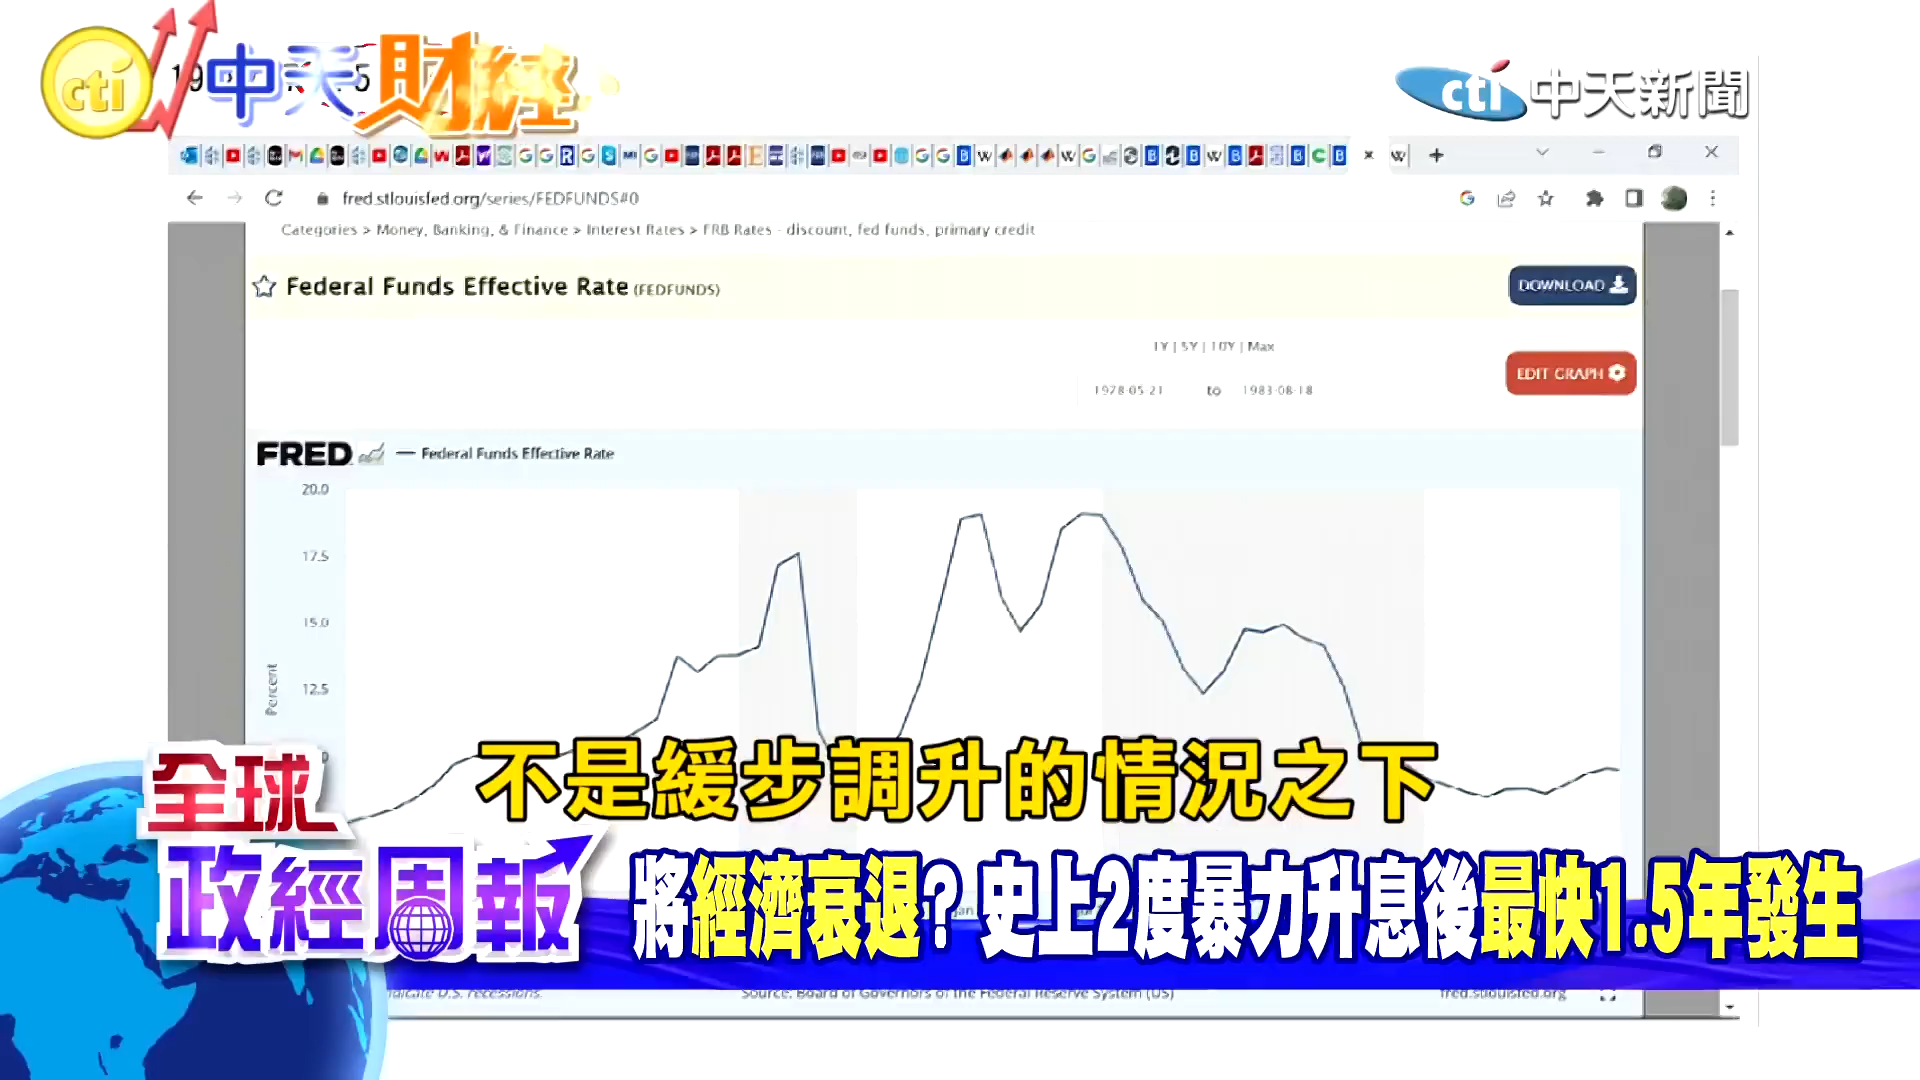 cti 中天財經
cti 中天新聞
fred.stlouisfed.org/series/FEDFUNDS#0
Categories > Money, Banking, & Finance > Interest Rates > FRB Rates - discount, fed funds, primary credit
Federal Funds Effective Rate (FEDFUNDS)
DOWNLOAD
1Y | 5Y | 10Y | Max
1978-05-21 to 1983-08-18
EDIT GRAPH
FRED — Federal Funds Effective Rate
20.0
17.5
15.0
12.5
Percent
不是緩步調升的情況之下
全球
政經周報
將經濟衰退? 史上2度暴力升息後最快1.5年發生
indicate U.S. recessions.
Source: Board of Governors of the Federal Reserve System (US)
fred.stlouisfed.org